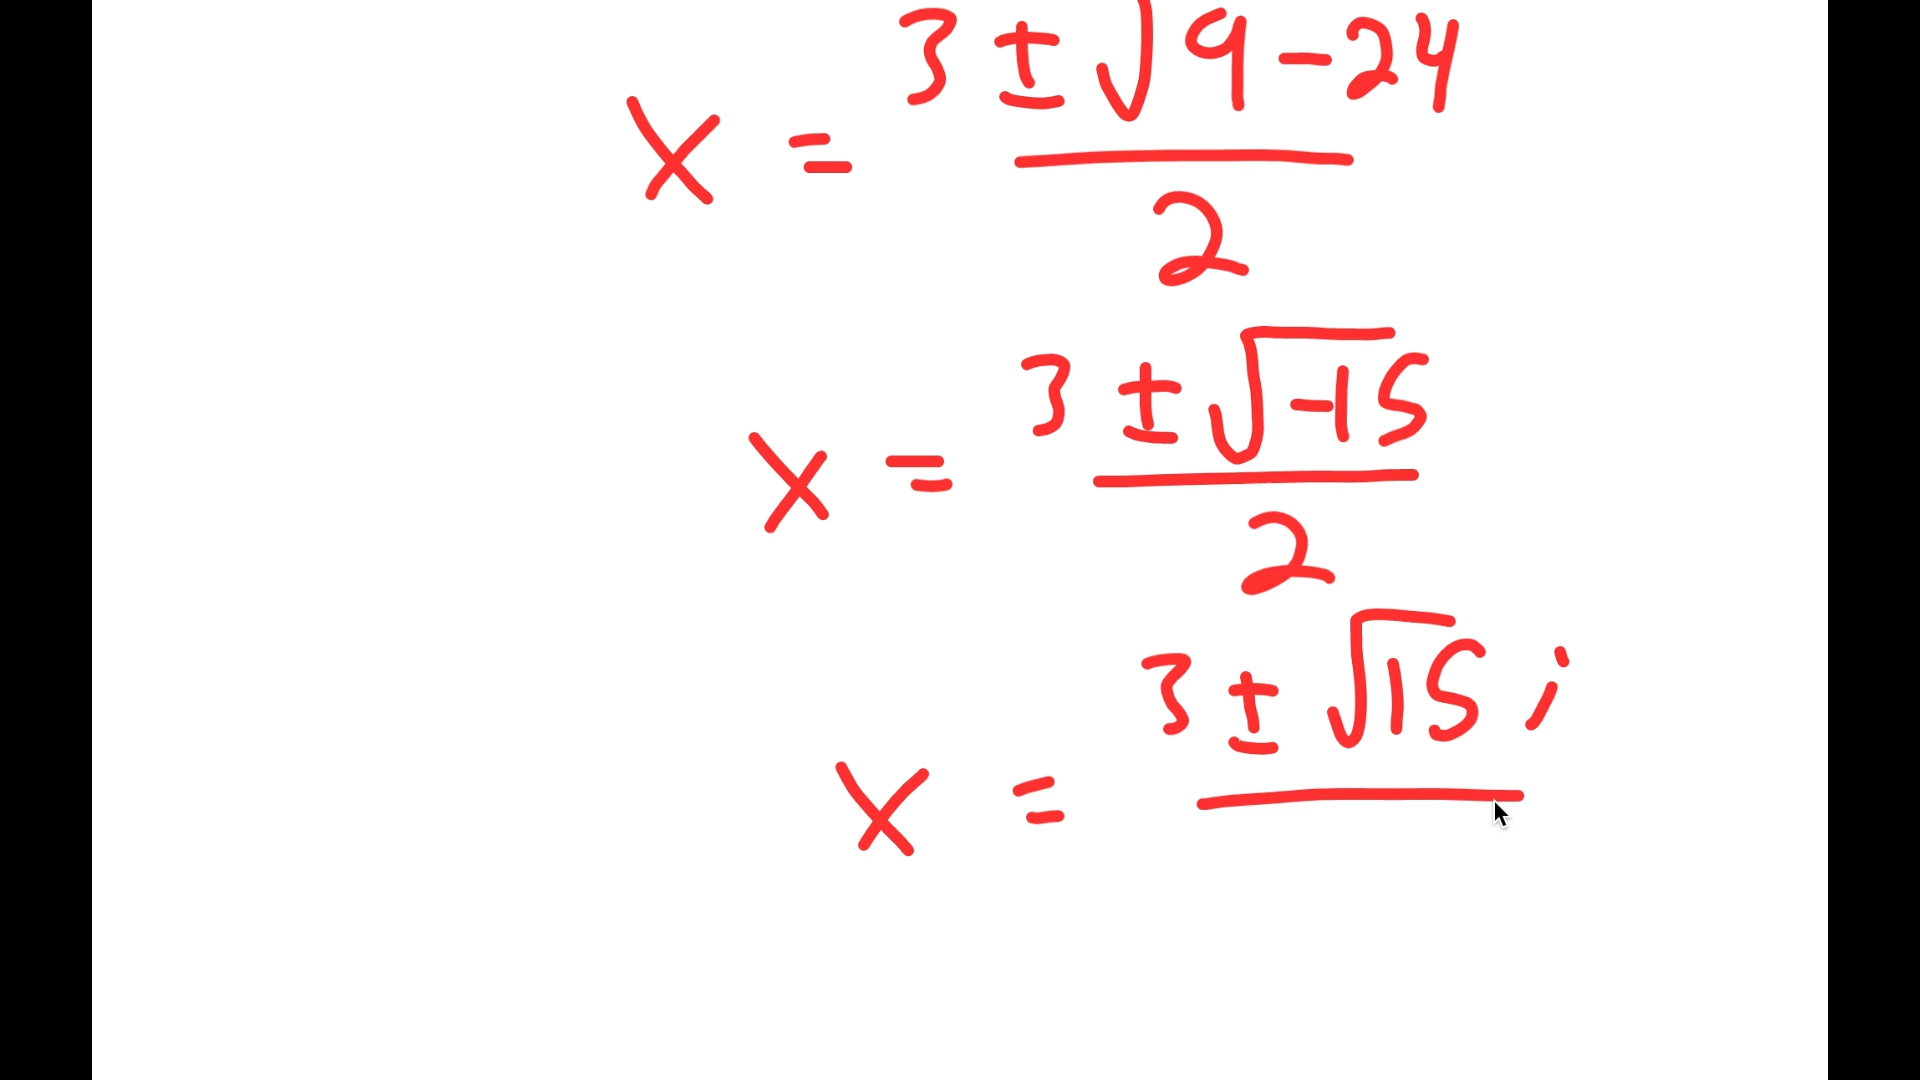 x = 3 ± √9 - 24 / 2
x = 3 ± √-15 / 2
x = 3 ± √15 i